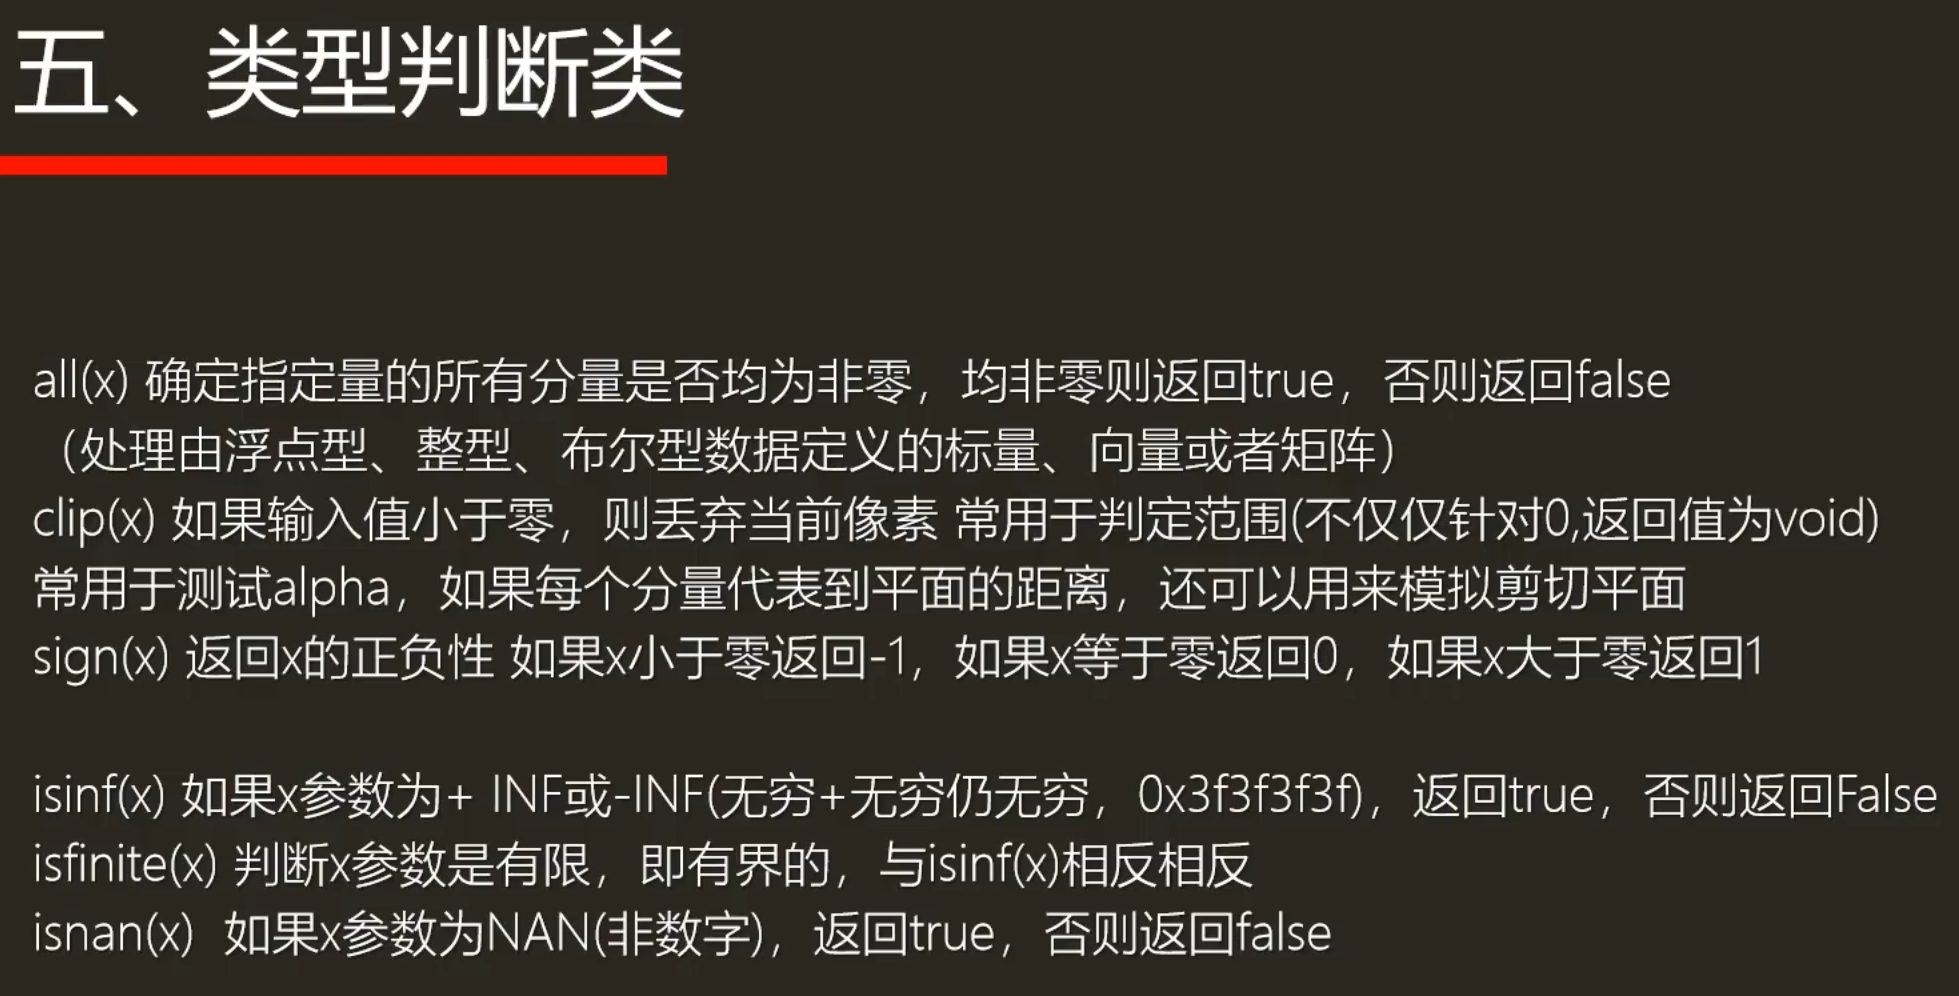 五、类型判断类
all(x) 确定指定量的所有分量是否均为非零，均非零则返回true，否则返回false
（处理由浮点型、整型、布尔型数据定义的标量、向量或者矩阵）
clip(x) 如果输入值小于零，则丢弃当前像素 常用于判定范围(不仅仅针对0,返回值为void)
常用于测试alpha，如果每个分量代表到平面的距离，还可以用来模拟剪切平面
sign(x) 返回x的正负性 如果x小于零返回-1，如果x等于零返回0，如果x大于零返回1
isinf(x) 如果x参数为+ INF或-INF(无穷+无穷仍无穷，0x3f3f3f3f)，返回true，否则返回False
isfinite(x) 判断x参数是有限，即有界的，与isinf(x)相反相反
isnan(x)  如果x参数为NAN(非数字)，返回true，否则返回false